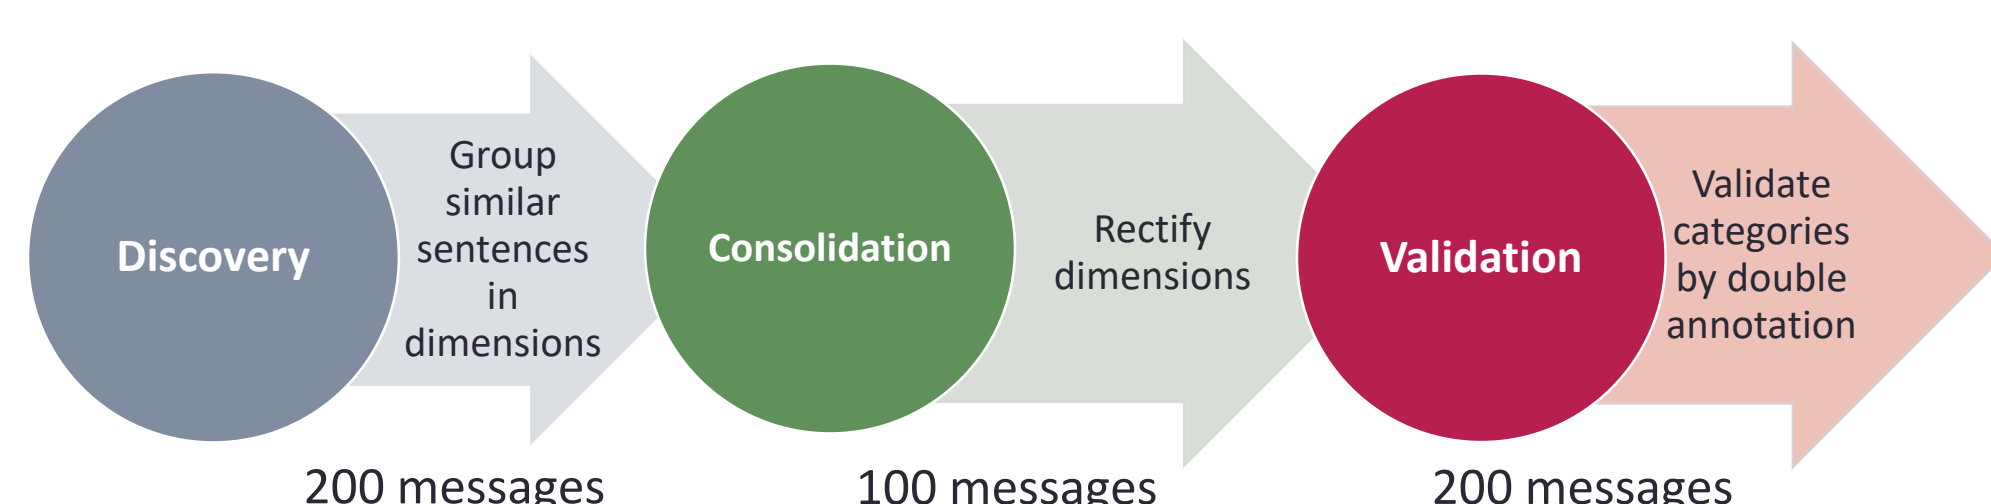 Discovery
Group
similar
sentences
in
dimensions
200 messages
Consolidation
Rectify
dimensions
100 messages
Validation
Validate
categories
by double
annotation
200 messages